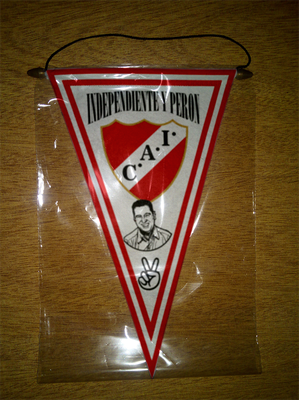 INDEPENDIENTE Y PERON
C.A.I.